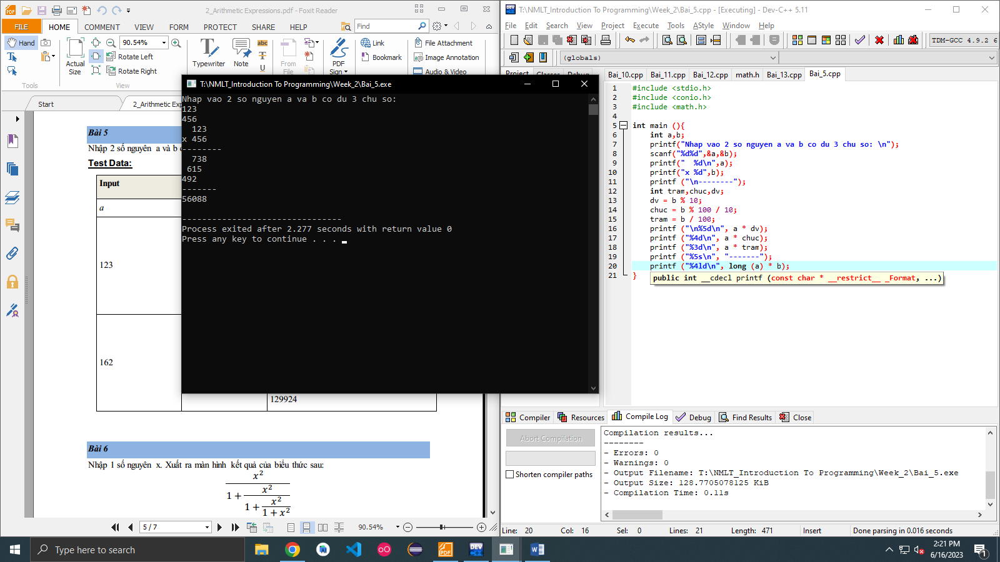 2_Arithmetic Expressions.pdf - Foxit Reader
FILE HOME COMMENT VIEW FORM PROTECT SHARE HELP Find
Hand
90.54%
Actual Size
Rotate Left
Rotate Right
Typewriter
Note
From File
PDF Sign
Link
Bookmark
File Attachment
Image Annotation
Audio & Video
Tools View
Start
2_Arithmetic Exp
Bài 5
Nhập 2 số nguyên a và b c
Test Data:
Input
a
123
162
129924
Bài 6
Nhập 1 số nguyên x. Xuất ra màn hình kết quả của biểu thức sau:
x²
1 + x²
1 + x²
1 + x²
5 / 7
90.54%
T:\NMLT_Introduction To Programming\Week_2\Bai_5.exe
Nhap vao 2 so nguyen a va b co du 3 chu so:
123
456
  123
x 456
--------
  738
 615
492
-------
56088
--------------------------------
Process exited after 2.277 seconds with return value 0
Press any key to continue . . .
T:\NMLT_Introduction To Programming\Week_2\Bai_5.cpp - [Executing] - Dev-C++ 5.11
File Edit Search View Project Execute Tools AStyle Window Help
TDM-GCC 4.9.2 6
(globals)
Project Classes Debug
Bai_10.cpp Bai_11.cpp Bai_12.cpp math.h Bai_13.cpp Bai_5.cpp
1 #include <stdio.h>
2 #include <conio.h>
3 #include <math.h>
4
5 int main (){
6 int a,b;
7 printf("Nhap vao 2 so nguyen a va b co du 3 chu so: \n");
8 scanf("%d%d",&a,&b);
9 printf("  %d\n",a);
10 printf("x %d",b);
11 printf ("\n--------");
12 int tram,chuc,dv;
13 dv = b % 10;
14 chuc = b % 100 / 10;
15 tram = b / 100;
16 printf ("\n%5d\n", a * dv);
17 printf ("%4d\n", a * chuc);
18 printf ("%3d\n", a * tram);
19 printf ("%5s\n", "-------");
20 printf ("%4ld\n", long (a) * b);
21 }
public int __cdecl printf (const char * __restrict__ _Format, ...)
Compiler Resources Compile Log Debug Find Results Close
Abort Compilation
Shorten compiler paths
Compilation results...
--------
- Errors: 0
- Warnings: 0
- Output Filename: T:\NMLT_Introduction To Programming\Week_2\Bai_5.exe
- Output Size: 128.7705078125 KiB
- Compilation Time: 0.11s
Line: 20 Col: 16 Sel: 0 Lines: 21 Length: 471 Insert Done parsing in 0.016 seconds
Type here to search
2:21 PM
6/16/2023
1